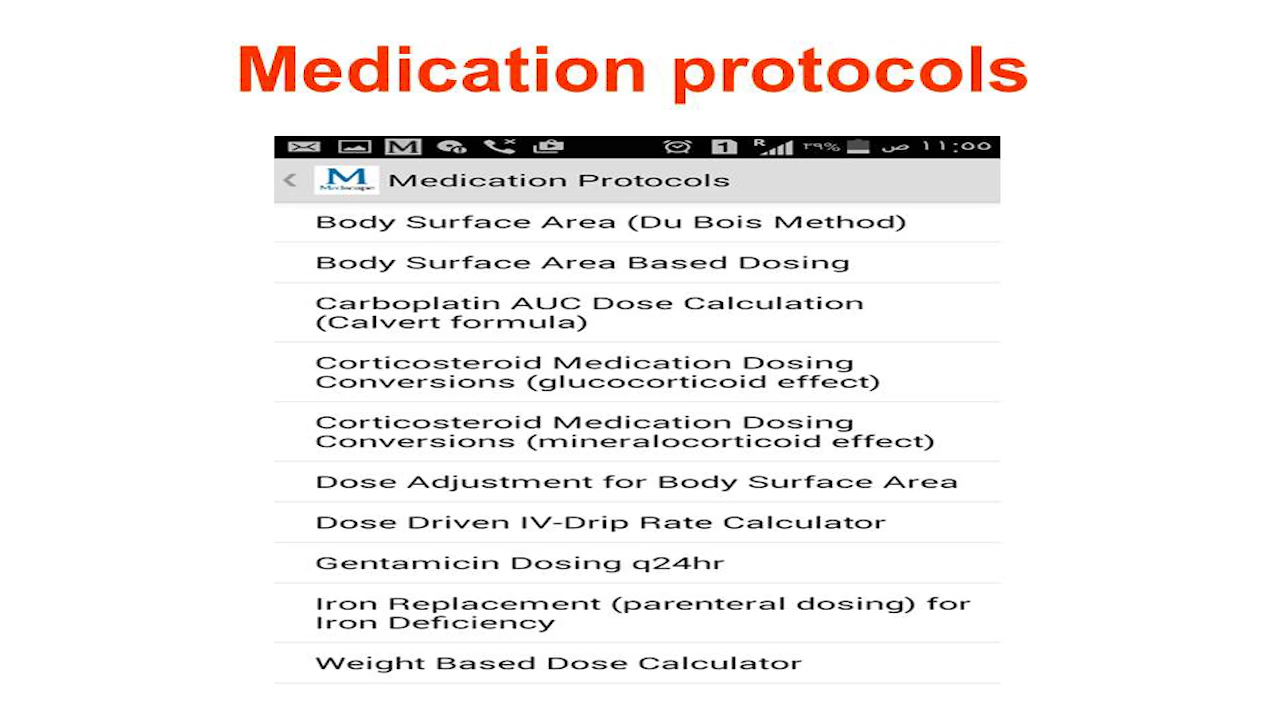 Medication protocols
1 R ٢٩% ص ١١:٥٥
M Medscape Medication Protocols
Body Surface Area (Du Bois Method)
Body Surface Area Based Dosing
Carboplatin AUC Dose Calculation
(Calvert formula)
Corticosteroid Medication Dosing
Conversions (glucocorticoid effect)
Corticosteroid Medication Dosing
Conversions (mineralocorticoid effect)
Dose Adjustment for Body Surface Area
Dose Driven IV-Drip Rate Calculator
Gentamicin Dosing q24hr
Iron Replacement (parenteral dosing) for
Iron Deficiency
Weight Based Dose Calculator